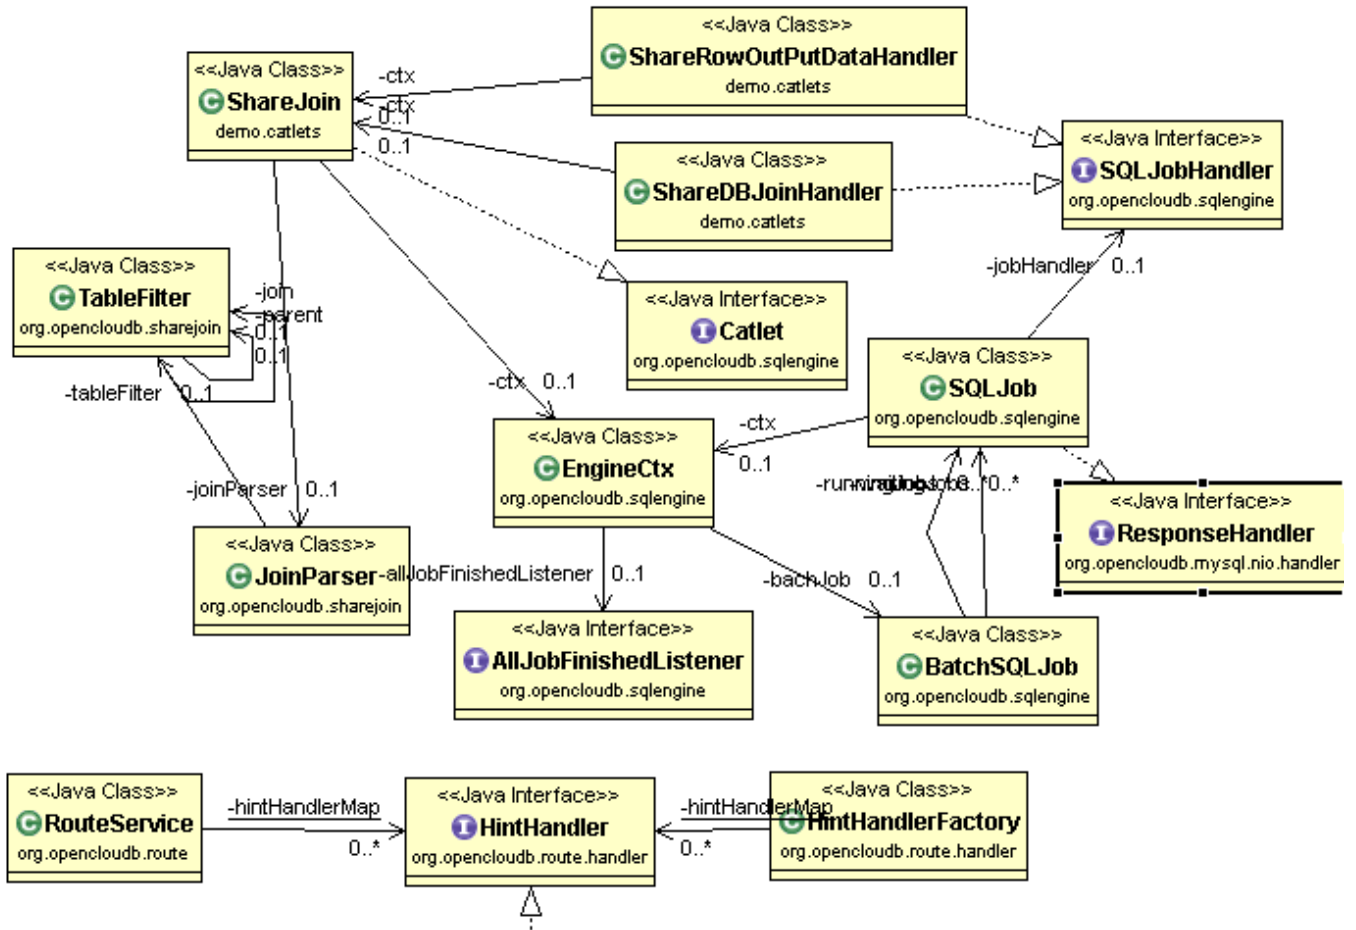 <<Java Class>>
ShareRowOutPutDataHandler
demo.catlets
<<Java Class>>
ShareJoin
demo.catlets
-ctx
-ctx
0..1
0..1
<<Java Class>>
ShareDBJoinHandler
demo.catlets
<<Java Interface>>
SQLJobHandler
org.opencloudb.sqlengine
<<Java Class>>
TableFilter
org.opencloudb.sharejoin
-join
-parent
0..1
0..1
-tableFilter 0..1
<<Java Interface>>
Catlet
org.opencloudb.sqlengine
-jobHandler 0..1
<<Java Class>>
SQLJob
org.opencloudb.sqlengine
-ctx 0..1
-ctx
0..1
<<Java Class>>
EngineCtx
org.opencloudb.sqlengine
0..*
0..*
<<Java Interface>>
ResponseHandler
org.opencloudb.mysql.nio.handler
-joinParser 0..1
<<Java Class>>
JoinParser
org.opencloudb.sharejoin
-allJobFinishedListener 0..1
-bachJob 0..1
<<Java Interface>>
AllJobFinishedListener
org.opencloudb.sqlengine
<<Java Class>>
BatchSQLJob
org.opencloudb.sqlengine
<<Java Class>>
RouteService
org.opencloudb.route
-hintHandlerMap
0..*
<<Java Interface>>
HintHandler
org.opencloudb.route.handler
-hintHandlerMap
0..*
<<Java Class>>
HintHandlerFactory
org.opencloudb.route.handler